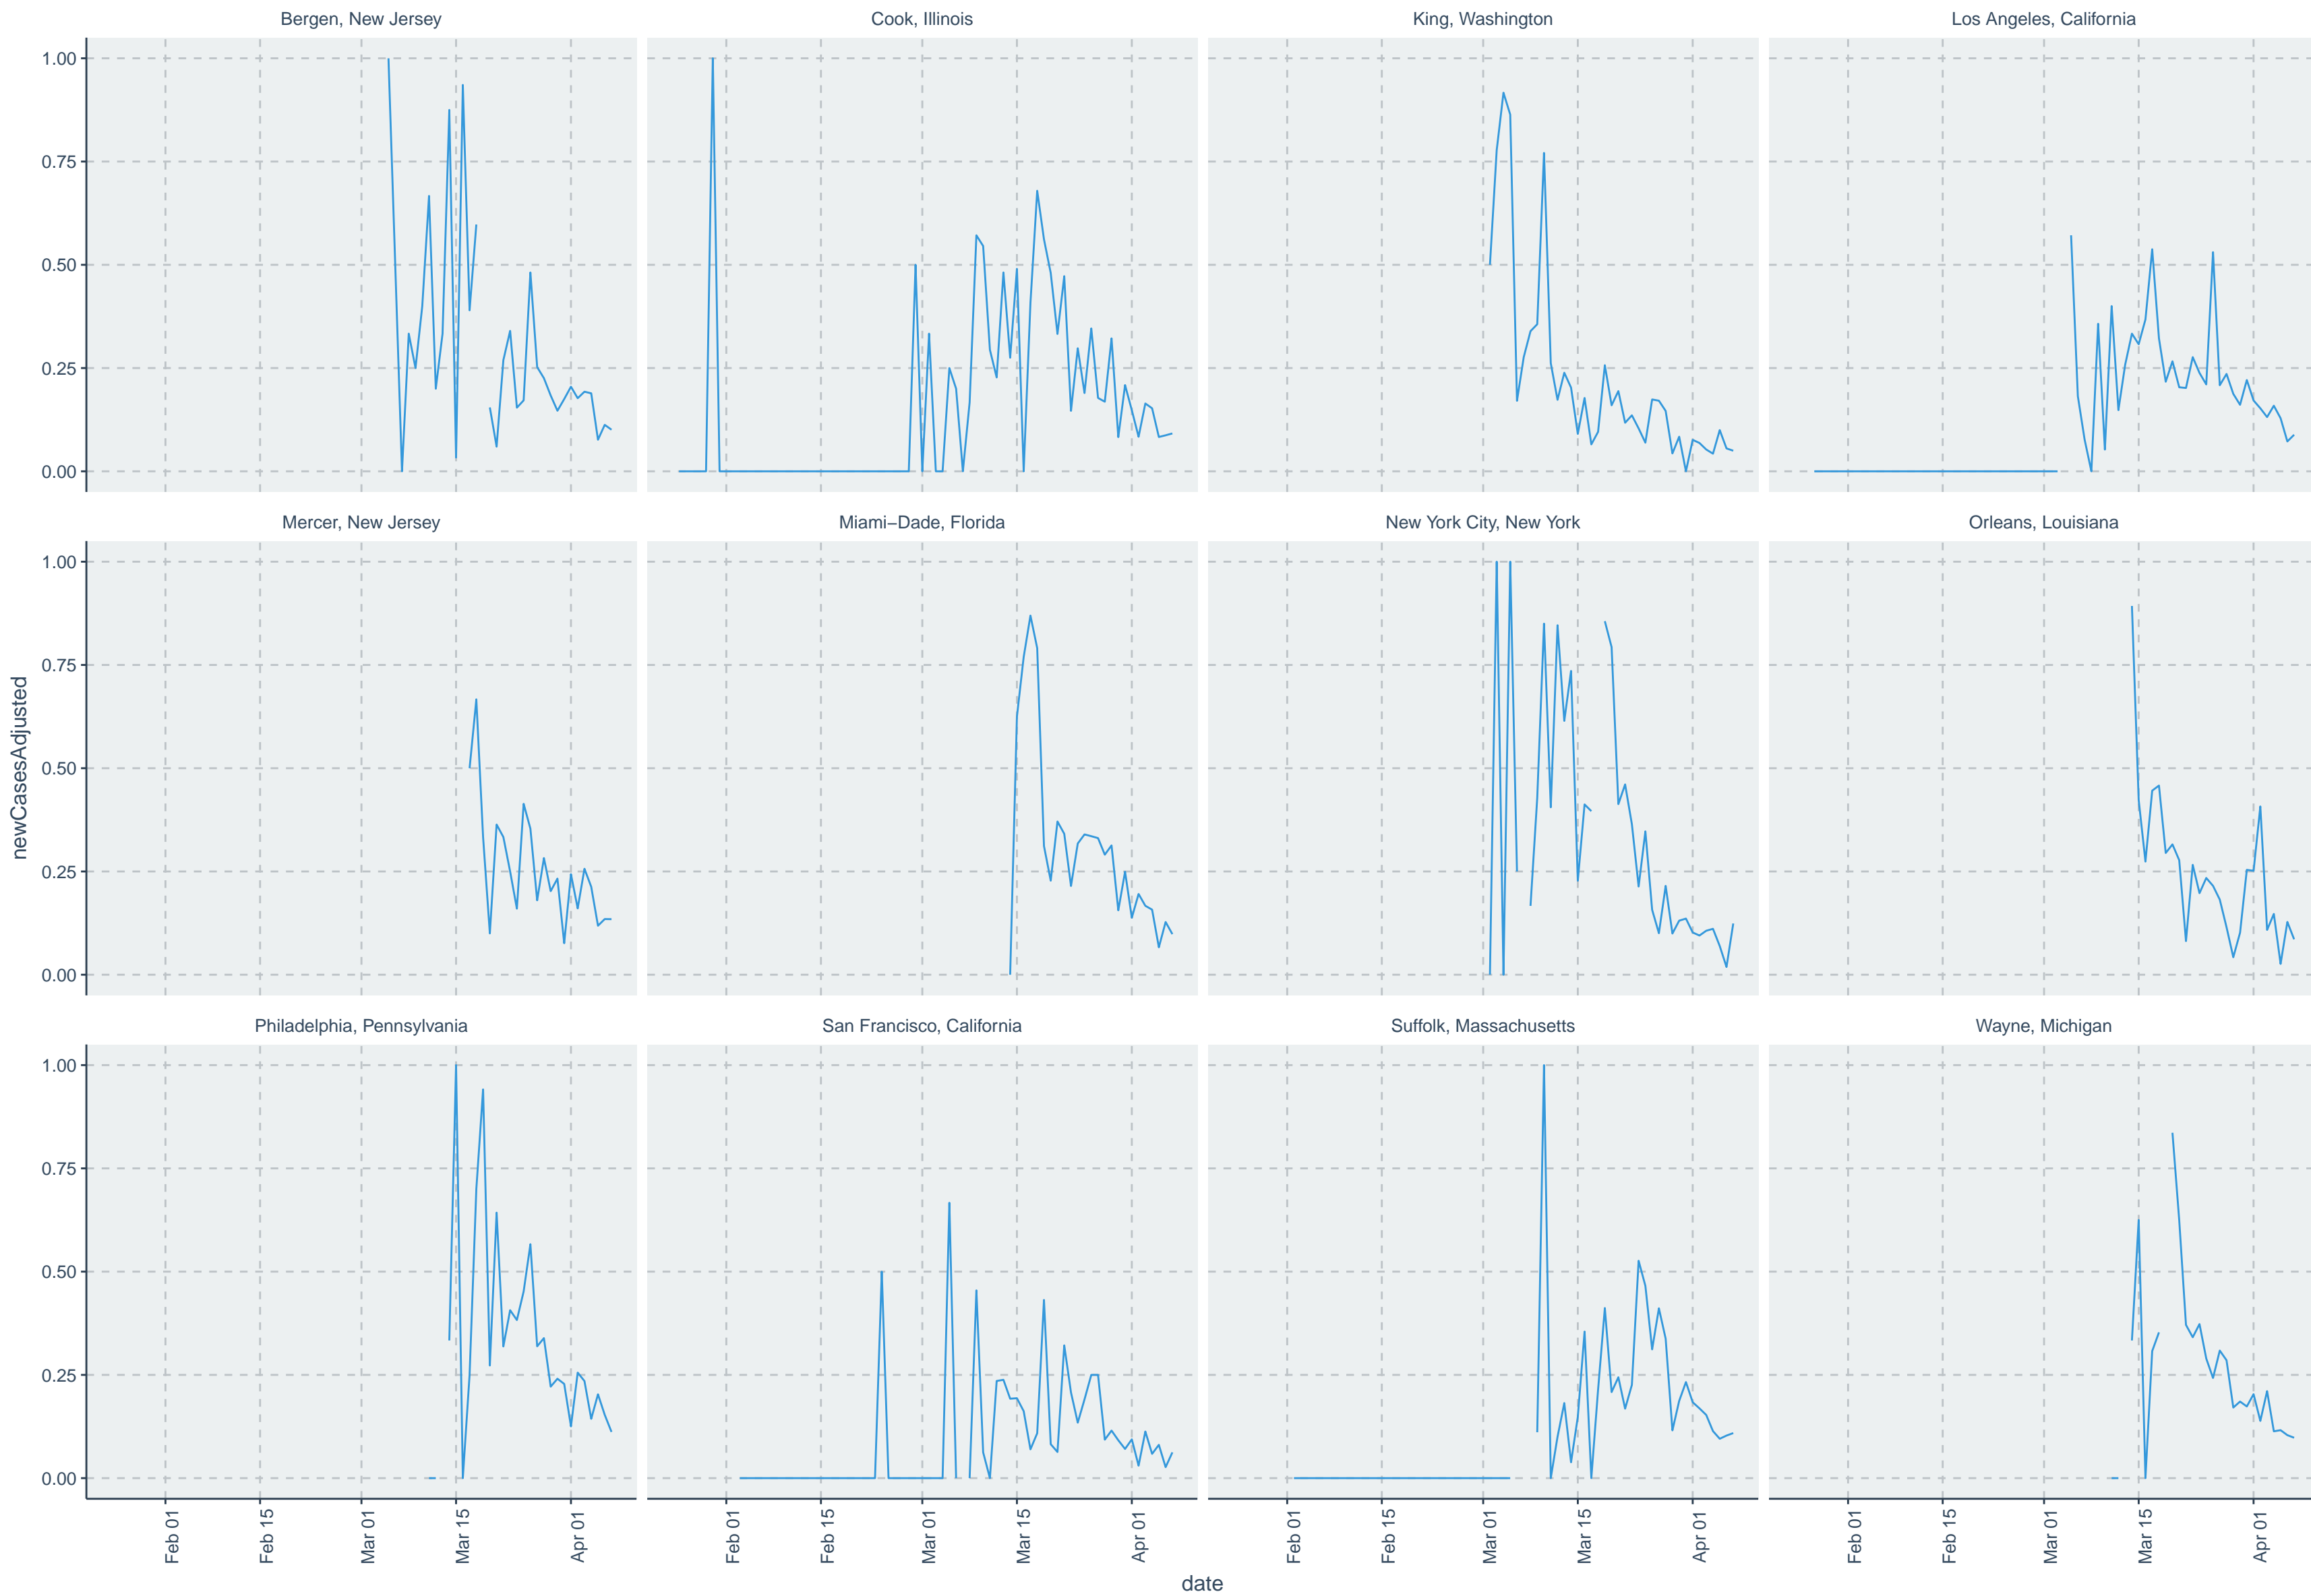 Bergen, New Jersey
Cook, Illinois
King, Washington
Los Angeles, California
1.00
0.75
0.50
0.25
0.00
Mercer, New Jersey
Miami−Dade, Florida
New York City, New York
Orleans, Louisiana
1.00
0.75
0.50
0.25
0.00
newCasesAdjusted
Philadelphia, Pennsylvania
San Francisco, California
Suffolk, Massachusetts
Wayne, Michigan
1.00
0.75
0.50
0.25
0.00
Feb 01
Feb 15
Mar 01
Mar 15
Apr 01
Feb 01
Feb 15
Mar 01
Mar 15
Apr 01
Feb 01
Feb 15
Mar 01
Mar 15
Apr 01
Feb 01
Feb 15
Mar 01
Mar 15
Apr 01
date